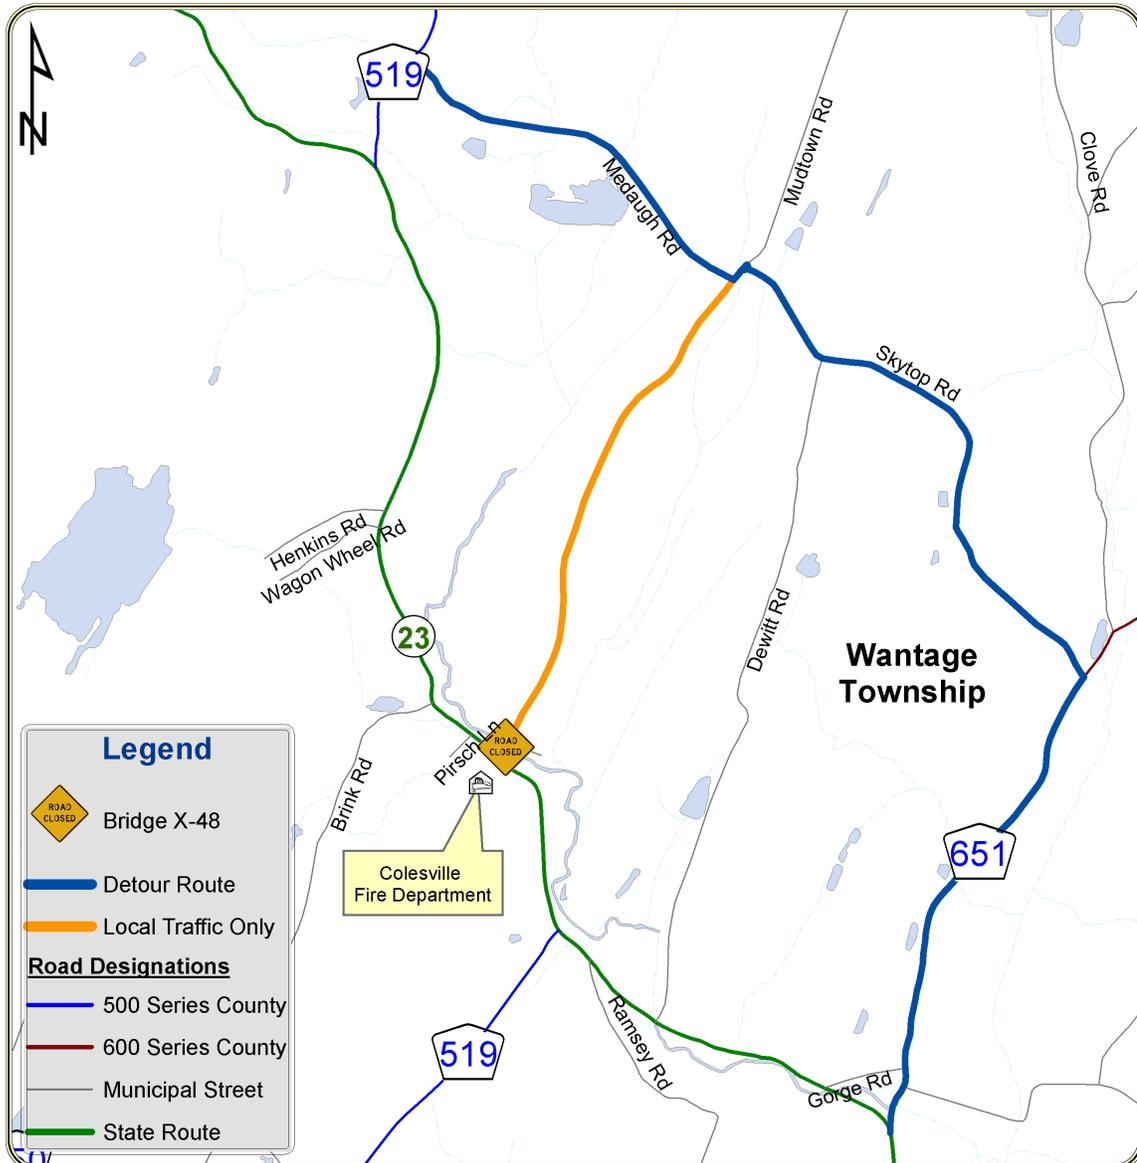 519
N
Mudtown Rd
Clove Rd
Medaugh Rd
Skytop Rd
Henkins Rd
Wagon Wheel Rd
23
Dewitt Rd
Wantage
Township
Pirsch Ln
ROAD
CLOSED
Brink Rd
Colesville
Fire Department
651
519
Ramsey Rd
Gorge Rd
Legend
ROAD
CLOSED
Bridge X-48
Detour Route
Local Traffic Only
Road Designations
500 Series County
600 Series County
Municipal Street
State Route